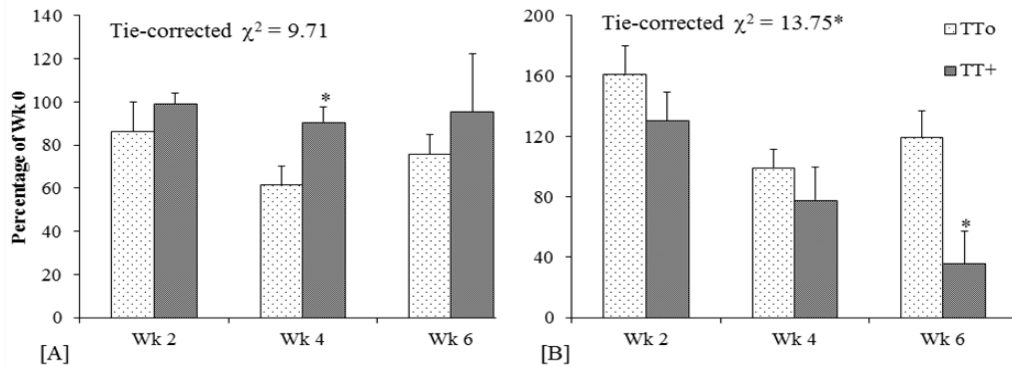 Tie-corrected χ² = 9.71
Percentage of Wk 0
140
120
100
80
60
40
20
0
*
Wk 2 Wk 4 Wk 6
[A]
Tie-corrected χ² = 13.75*
TTo
TT+
200
160
120
80
40
0
*
Wk 2 Wk 4 Wk 6
[B]